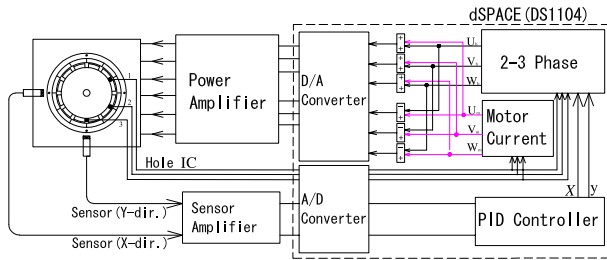 dSPACE(DS1104)
1
2
3
Power
Amplifier
D/A
Converter
+
+
+
+
+
+
+
−
+
−
+
−
U
V
W
U
V
W
2-3 Phase
Motor
Current
Hole IC
Sensor(Y-dir.)
Sensor(X-dir.)
Sensor
Amplifier
A/D
Converter
X
y
PID Controller